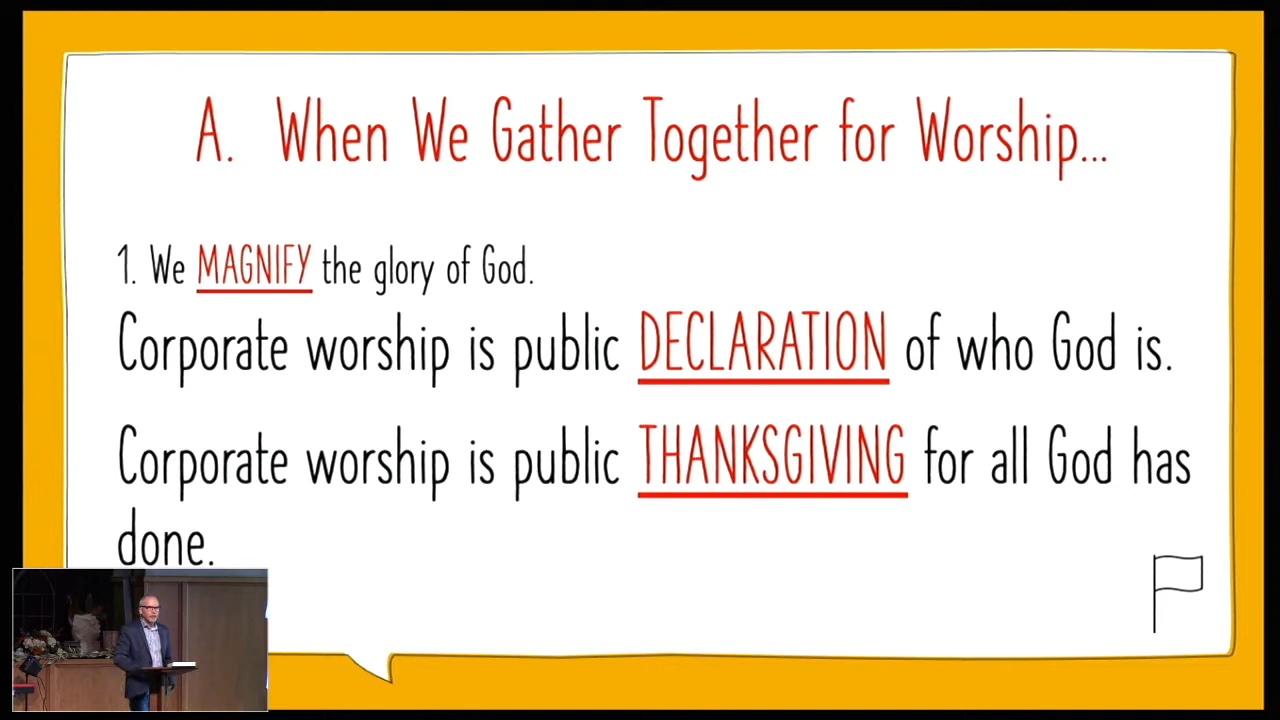 A. When We Gather Together for Worship...
1. We MAGNIFY the glory of God.
Corporate worship is public DECLARATION of who God is.
Corporate worship is public THANKSGIVING for all God has
done.